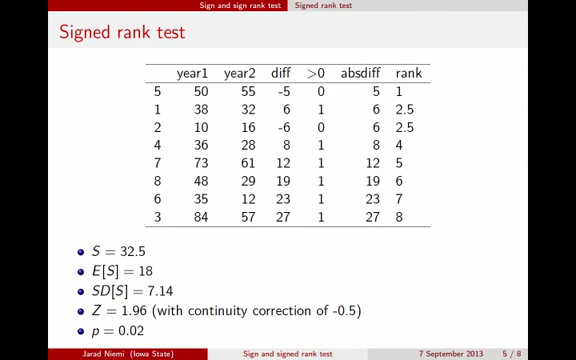 Sign and sign rank test Signed rank test
Signed rank test
year1 year2 diff >0 absdiff rank
5 50 55 -5 0 5 1
1 38 32 6 1 6 2.5
2 10 16 -6 0 6 2.5
4 36 28 8 1 8 4
7 73 61 12 1 12 5
8 48 29 19 1 19 6
6 35 12 23 1 23 7
3 84 57 27 1 27 8
S = 32.5
E[S] = 18
SD[S] = 7.14
Z = 1.96 (with continuity correction of -0.5)
p = 0.02
Jarad Niemi (Iowa State) Sign and signed rank test 7 September 2013 5 / 8